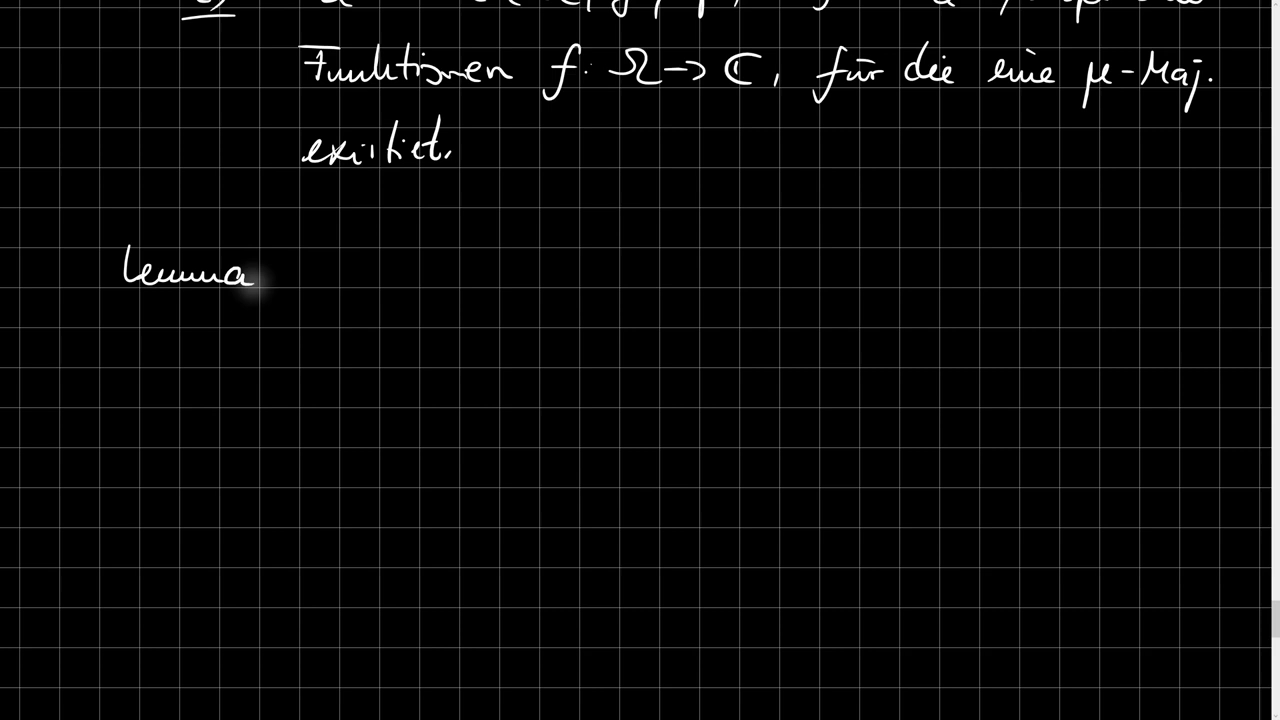 Funktionen f: Ω → ℂ, für die eine μ-Maj.
existiert.
Lemma